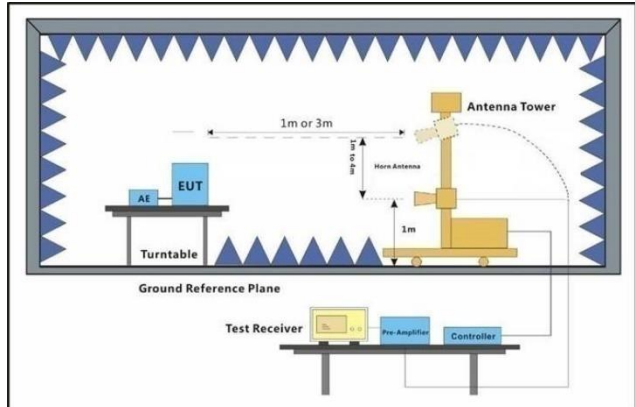 1m or 3m
Antenna Tower
1m to 4m
Horn Antenna
EUT
AE
1m
Turntable
Ground Reference Plane
Test Receiver
Pre-Amplifier
Controller